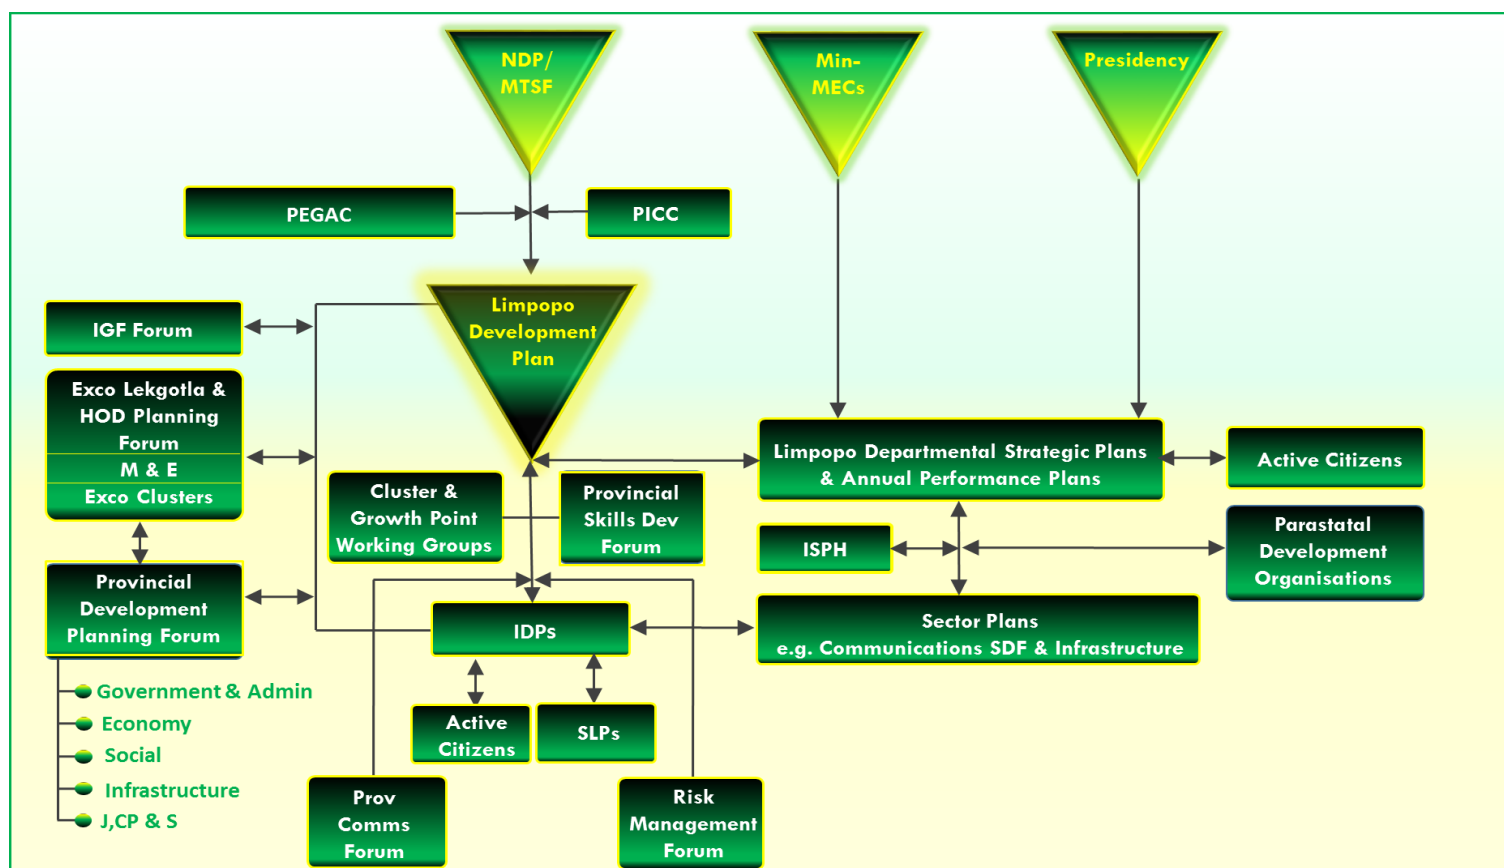 NDP/
MTSF
Min-
MECs
Presidency
PEGAC
PICC
Limpopo
Development
Plan
IGF Forum
Exco Lekgotla &
HOD Planning
Forum
M & E
Exco Clusters
Limpopo Departmental Strategic Plans
& Annual Performance Plans
Active Citizens
Cluster &
Growth Point
Working Groups
Provincial
Skills Dev
Forum
ISPH
Parastatal
Development
Organisations
Provincial
Development
Planning Forum
IDPs
Sector Plans
e.g. Communications SDF & Infrastructure
Government & Admin
Economy
Social
Infrastructure
J,CP & S
Active
Citizens
SLPs
Prov
Comms
Forum
Risk
Management
Forum